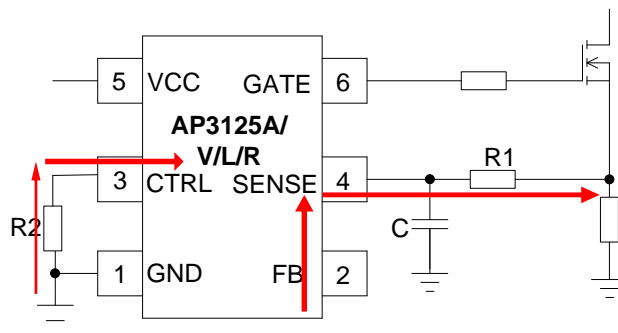 5 VCC GATE 6
AP3125A/
V/L/R
R1
3 CTRL SENSE 4
R2
C
1 GND FB 2